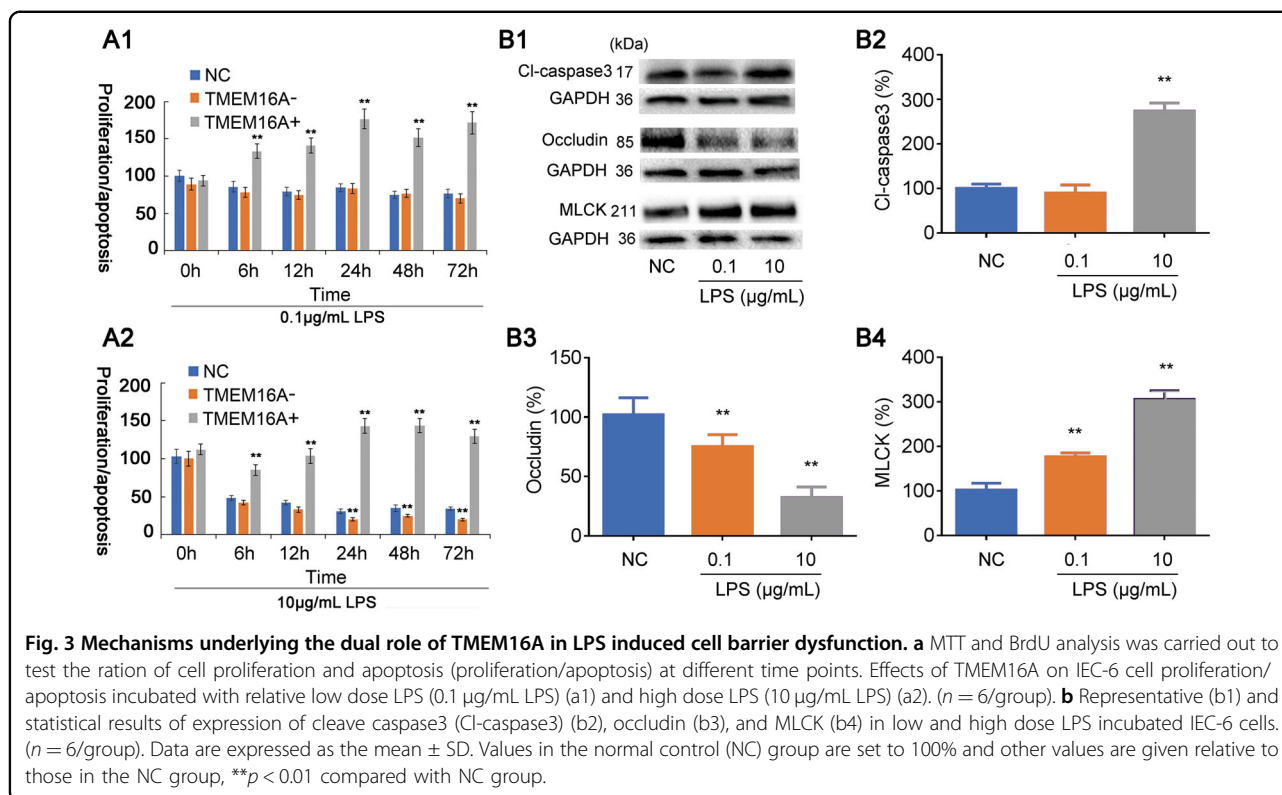 A1
Proliferation/apoptosis
NC
TMEM16A-
TMEM16A+
200
150
100
50
0
** ** ** ** **
0h 6h 12h 24h 48h 72h
Time
0.1μg/mL LPS
A2
Proliferation/apoptosis
NC
TMEM16A-
TMEM16A+
200
150
100
50
0
** ** ** ** **
** ** **
0h 6h 12h 24h 48h 72h
Time
10μg/mL LPS
B1 (kDa)
Cl-caspase3 17
GAPDH 36
Occludin 85
GAPDH 36
MLCK 211
GAPDH 36
NC 0.1 10
LPS (μg/mL)
B2
Cl-caspase3 (%)
400
300
200
100
0
**
NC 0.1 10
LPS (μg/mL)
B3
Occludin (%)
150
100
50
0
**
**
NC 0.1 10
LPS (μg/mL)
B4
MLCK (%)
400
300
200
100
0
**
**
NC 0.1 10
LPS (μg/mL)
Fig. 3 Mechanisms underlying the dual role of TMEM16A in LPS induced cell barrier dysfunction. a MTT and BrdU analysis was carried out to
test the ration of cell proliferation and apoptosis (proliferation/apoptosis) at different time points. Effects of TMEM16A on IEC-6 cell proliferation/
apoptosis incubated with relative low dose LPS (0.1 μg/mL LPS) (a1) and high dose LPS (10 μg/mL LPS) (a2). (n = 6/group). b Representative (b1) and
statistical results of expression of cleave caspase3 (Cl-caspase3) (b2), occludin (b3), and MLCK (b4) in low and high dose LPS incubated IEC-6 cells.
(n = 6/group). Data are expressed as the mean ± SD. Values in the normal control (NC) group are set to 100% and other values are given relative to
those in the NC group, **p < 0.01 compared with NC group.